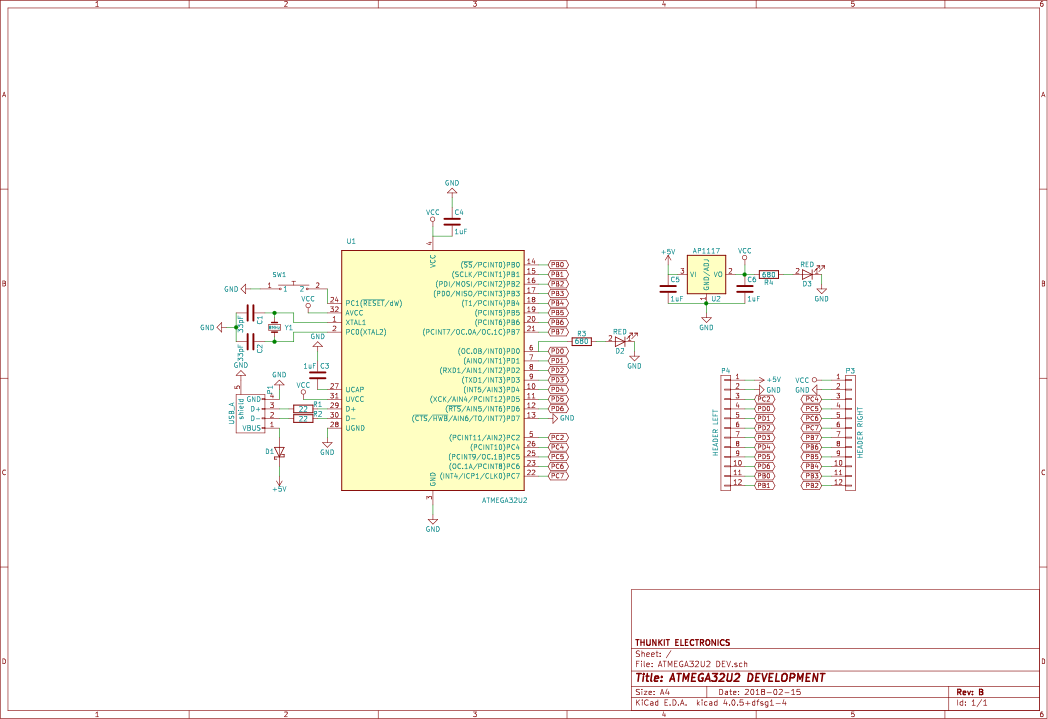 1 2 3 4 5 6
A A
B B
C C
D D
GND
C4
1uF
VCC
4
U1
VCC
SW1
GND 1 1 2 2
VCC
24 PC1(RESET/dW)
32 AVCC
1 XTAL1
2 PC0(XTAL2)
GND
33pF C1
33pF C2
Y1
GND
1uF C3
VCC
27 UCAP
31 UVCC
29 D+
30 D-
28 UGND
GND
GND
GND
5 shield
USB_A
P1
GND 4
D+ 3 22 R1
D- 2 22 R2
VBUS 1
D1
+5V
(SS/PCINT0)PB0 14 PB0
(SCLK/PCINT1)PB1 15 PB1
(PDI/MOSI/PCINT2)PB2 16 PB2
(PDO/MISO/PCINT3)PB3 17 PB3
(T1/PCINT4)PB4 18 PB4
(PCINT5)PB5 19 PB5
(PCINT6)PB6 20 PB6
(PCINT7/OC.0A/OC.1C)PB7 21 PB7
(OC.0B/INT0)PD0 6 PD0
(AIN0/INT1)PD1 7 PD1
(RXD1/AIN1/INT2)PD2 8 PD2
(TXD1/INT3)PD3 9 PD3
(INT5/AIN3)PD4 10 PD4
(XCK/AIN4/PCINT12)PD5 11 PD5
(RTS/AIN5/INT6)PD6 12 PD6
(CTS/HWB/AIN6/TO/INT7)PD7 13 GND
(PCINT11/AIN2)PC2 5 PC2
(PCINT10)PC4 26 PC4
(PCINT9/OC.1B)PC5 25 PC5
(OC.1A/PCINT8)PC6 23 PC6
(INT4/ICP1/CLK0)PC7 22 PC7
GND
3
GND
ATMEGA32U2
R3
680
RED
2 1
D2
GND
+5V
AP1117
VCC
3 VI GND/ADJ VO 2
1
U2
C5
1uF
C6
1uF
GND
680
R4
RED
2 1
D3
GND
P4
HEADER LEFT
1 +5V
2 GND
3 PC2
4 PD0
5 PD1
6 PD2
7 PD3
8 PD4
9 PD5
10 PD6
11 PB0
12 PB1
P3
HEADER RIGHT
VCC 1
GND 2
PC4 3
PC5 4
PC6 5
PC7 6
PB7 7
PB6 8
PB5 9
PB4 10
PB3 11
PB2 12
THUNKIT ELECTRONICS
Sheet: /
File: ATMEGA32U2 DEV.sch
Title: ATMEGA32U2 DEVELOPMENT
Size: A4 Date: 2018-02-15 Rev: B
KiCad E.D.A. kicad 4.0.5+dfsg1-4 Id: 1/1
1 2 3 4 5 6